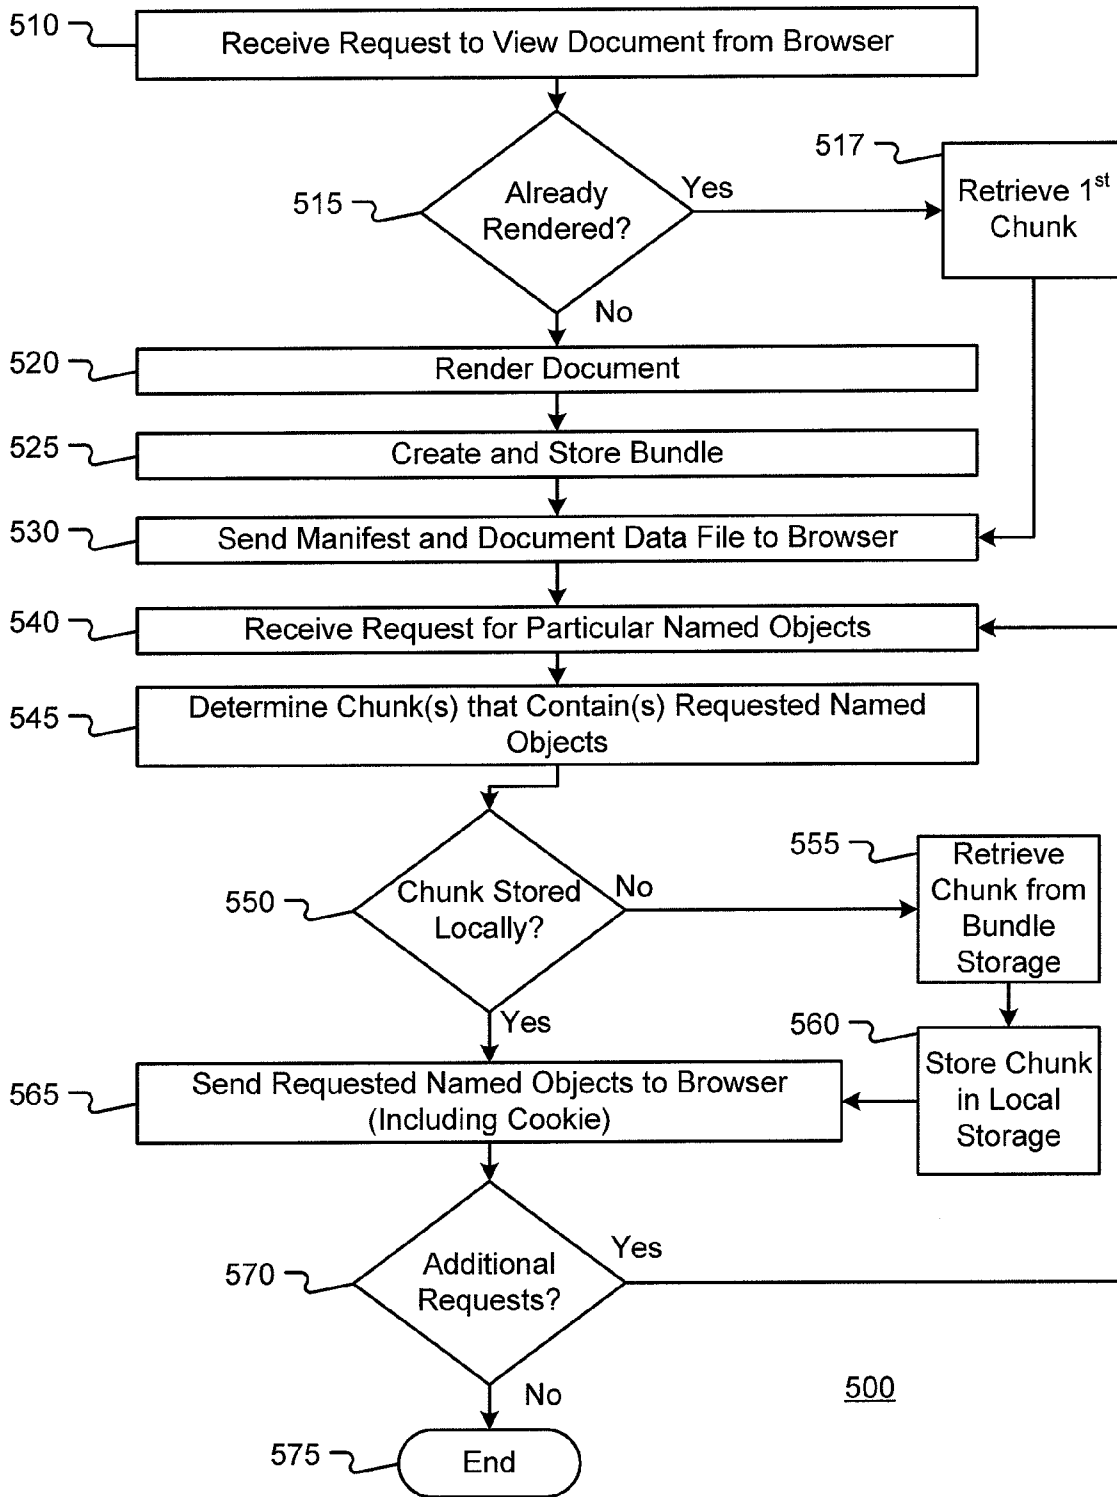 510
Receive Request to View Document from Browser
517
Retrieve 1st
Chunk
515
Already
Rendered?
Yes
No
520
Render Document
525
Create and Store Bundle
530
Send Manifest and Document Data File to Browser
540
Receive Request for Particular Named Objects
545
Determine Chunk(s) that Contain(s) Requested Named
Objects
550
Chunk Stored
Locally?
No
555
Retrieve
Chunk from
Bundle
Storage
Yes
560
Store Chunk
in Local
Storage
565
Send Requested Named Objects to Browser
(Including Cookie)
570
Additional
Requests?
Yes
No
500
575
End